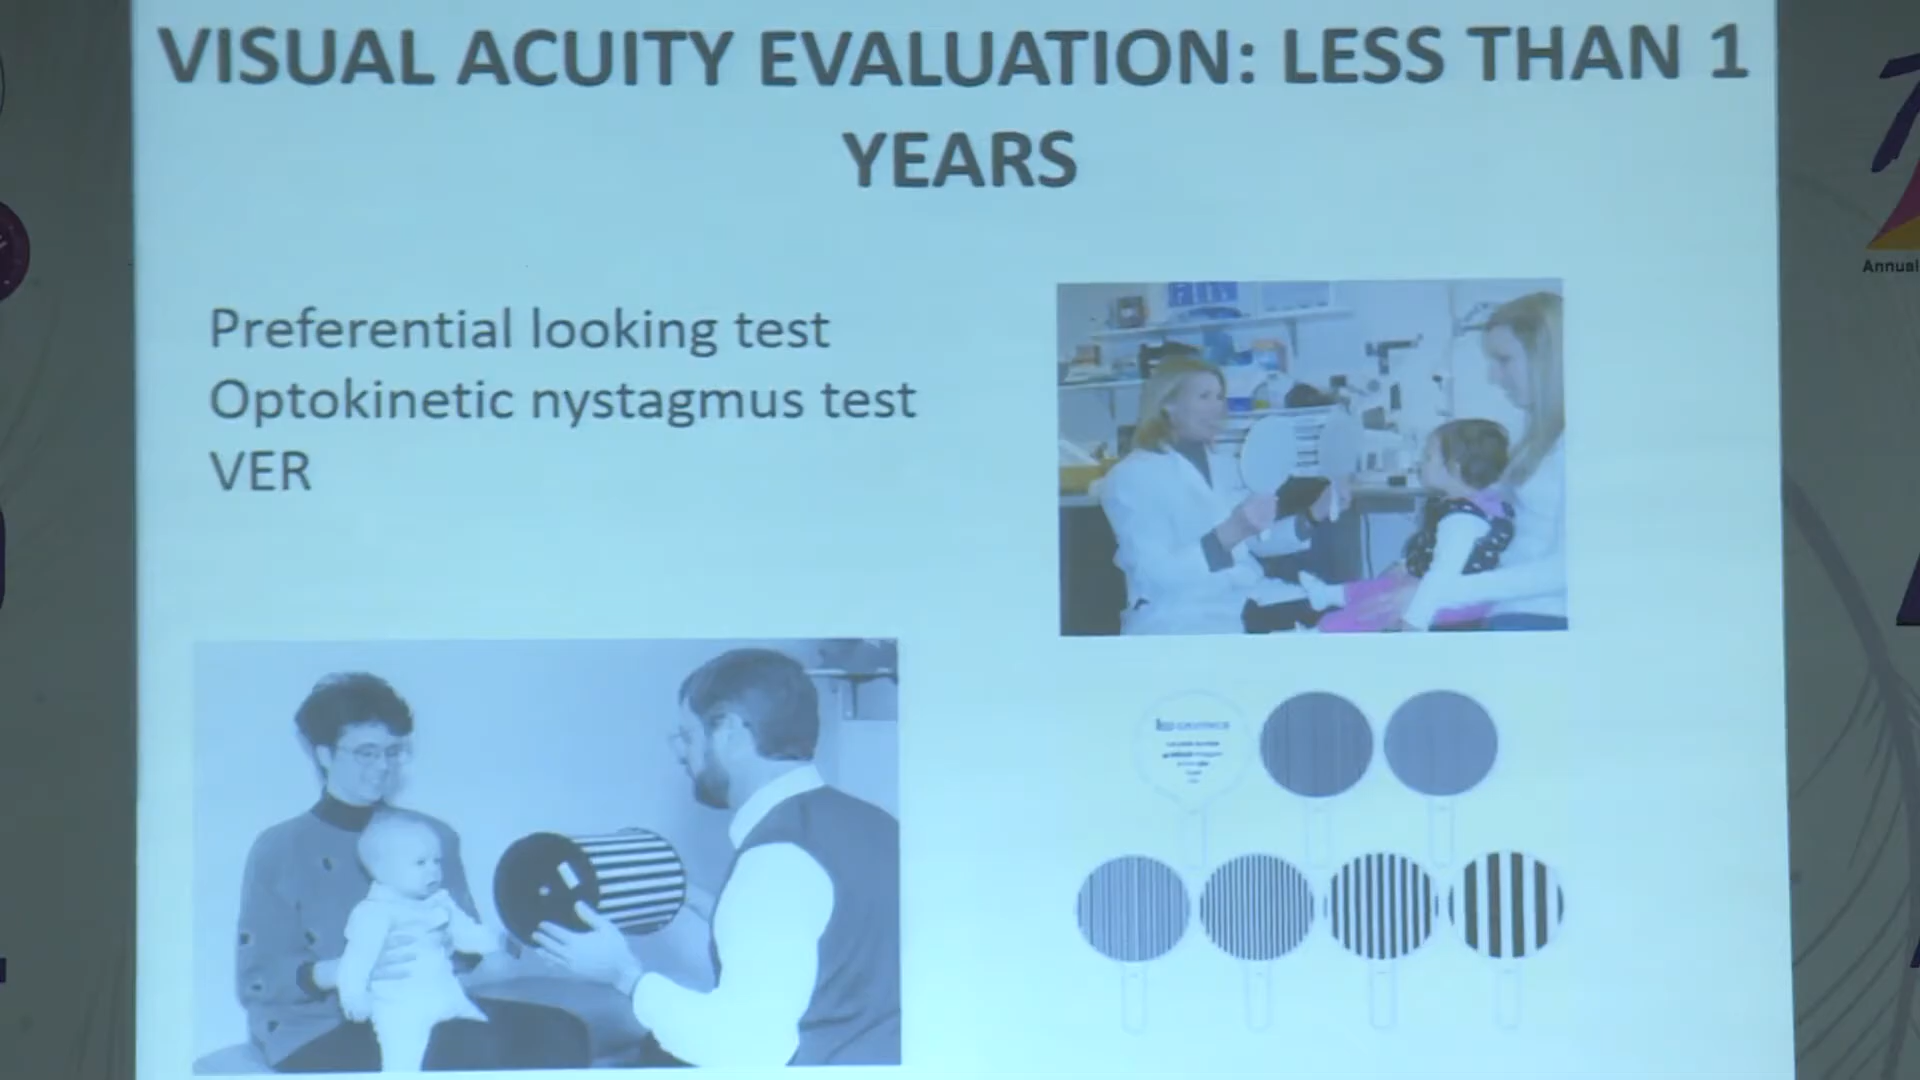 VISUAL ACUITY EVALUATION: LESS THAN 1
YEARS
Preferential looking test
Optokinetic nystagmus test
VER
Annual